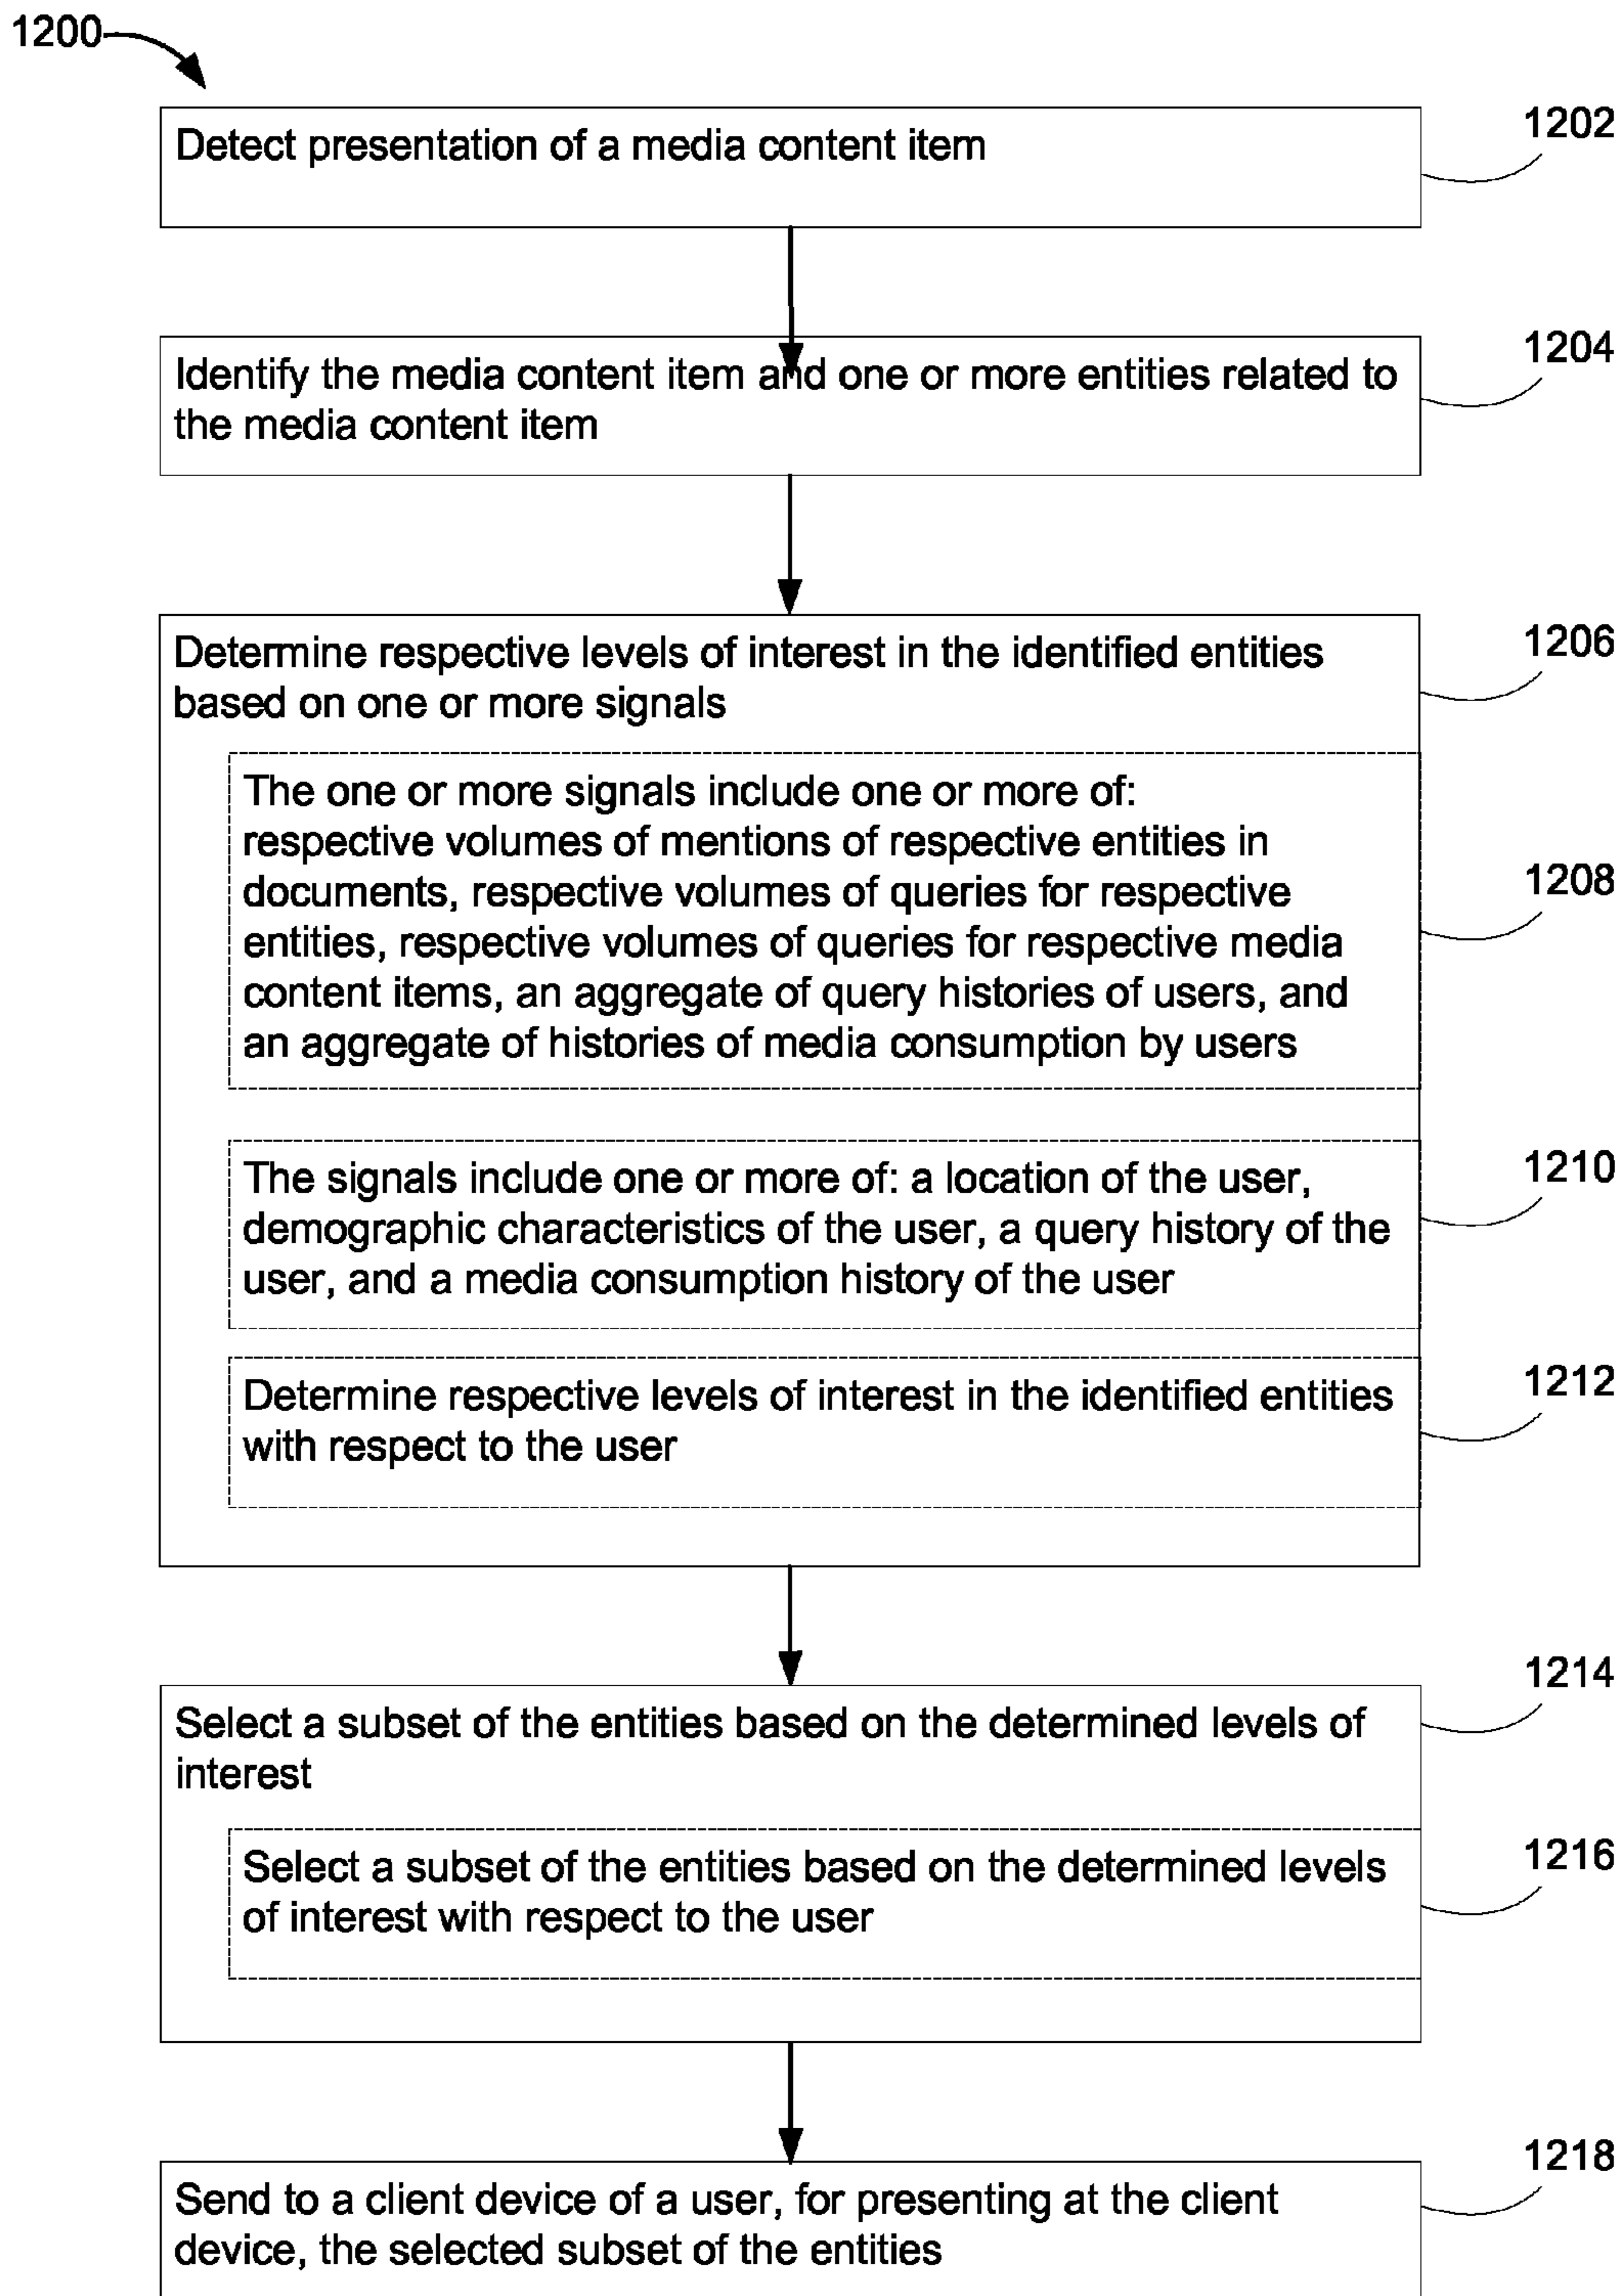 1200
1202
Detect presentation of a media content item
1204
Identify the media content item and one or more entities related to
the media content item
1206
Determine respective levels of interest in the identified entities
based on one or more signals
The one or more signals include one or more of:
respective volumes of mentions of respective entities in
documents, respective volumes of queries for respective
1208
entities, respective volumes of queries for respective media
content items, an aggregate of query histories of users, and
an aggregate of histories of media consumption by users
1210
The signals include one or more of: a location of the user,
demographic characteristics of the user, a query history of the
user, and a media consumption history of the user
1212
Determine respective levels of interest in the identified entities
with respect to the user
1214
Select a subset of the entities based on the determined levels of
interest
1216
Select a subset of the entities based on the determined levels
of interest with respect to the user
1218
Send to a client device of a user, for presenting at the client
device, the selected subset of the entities